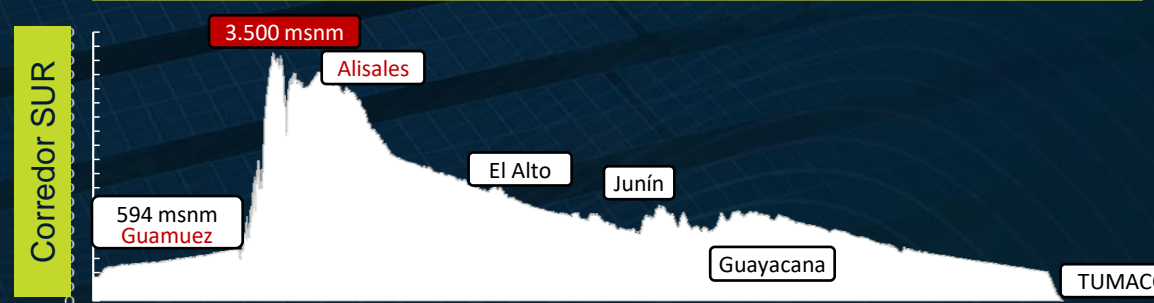 Corredor SUR
3.500 msnm
Alisales
El Alto
Junín
594 msnm
Guamuez
Guayacana
TUMACO